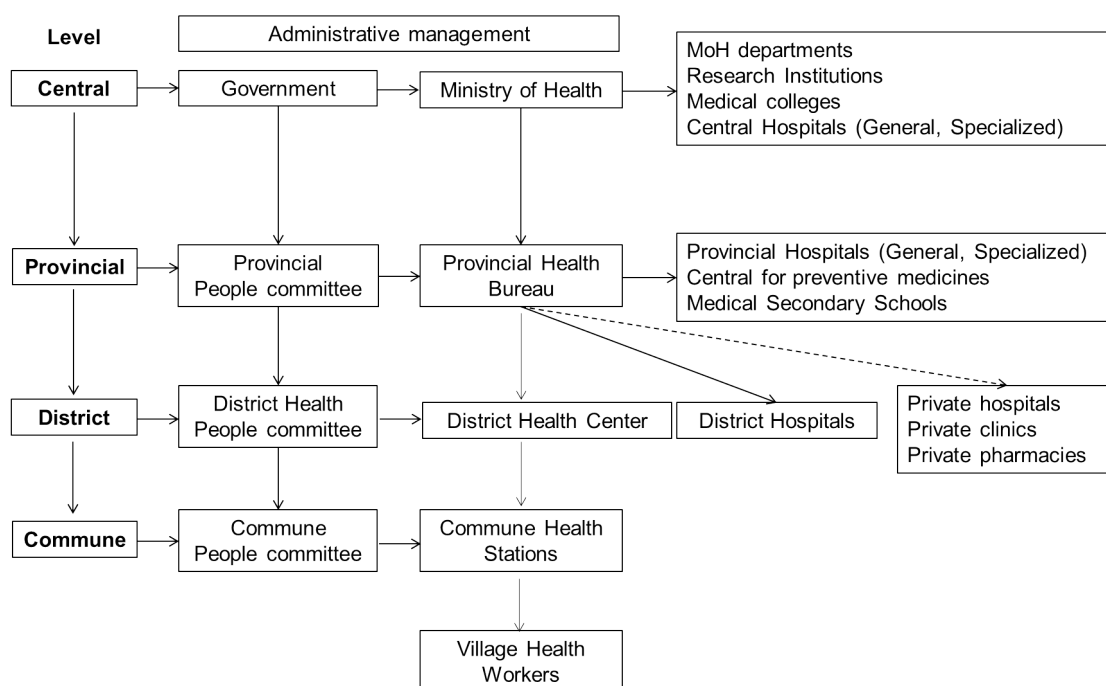 Level
Administrative management
Central
Government
Ministry of Health
MoH departments
Research Institutions
Medical colleges
Central Hospitals (General, Specialized)
Provincial
Provincial
People committee
Provincial Health
Bureau
Provincial Hospitals (General, Specialized)
Central for preventive medicines
Medical Secondary Schools
District
District Health
People committee
District Health Center
District Hospitals
Private hospitals
Private clinics
Private pharmacies
Commune
Commune
People committee
Commune Health
Stations
Village Health
Workers